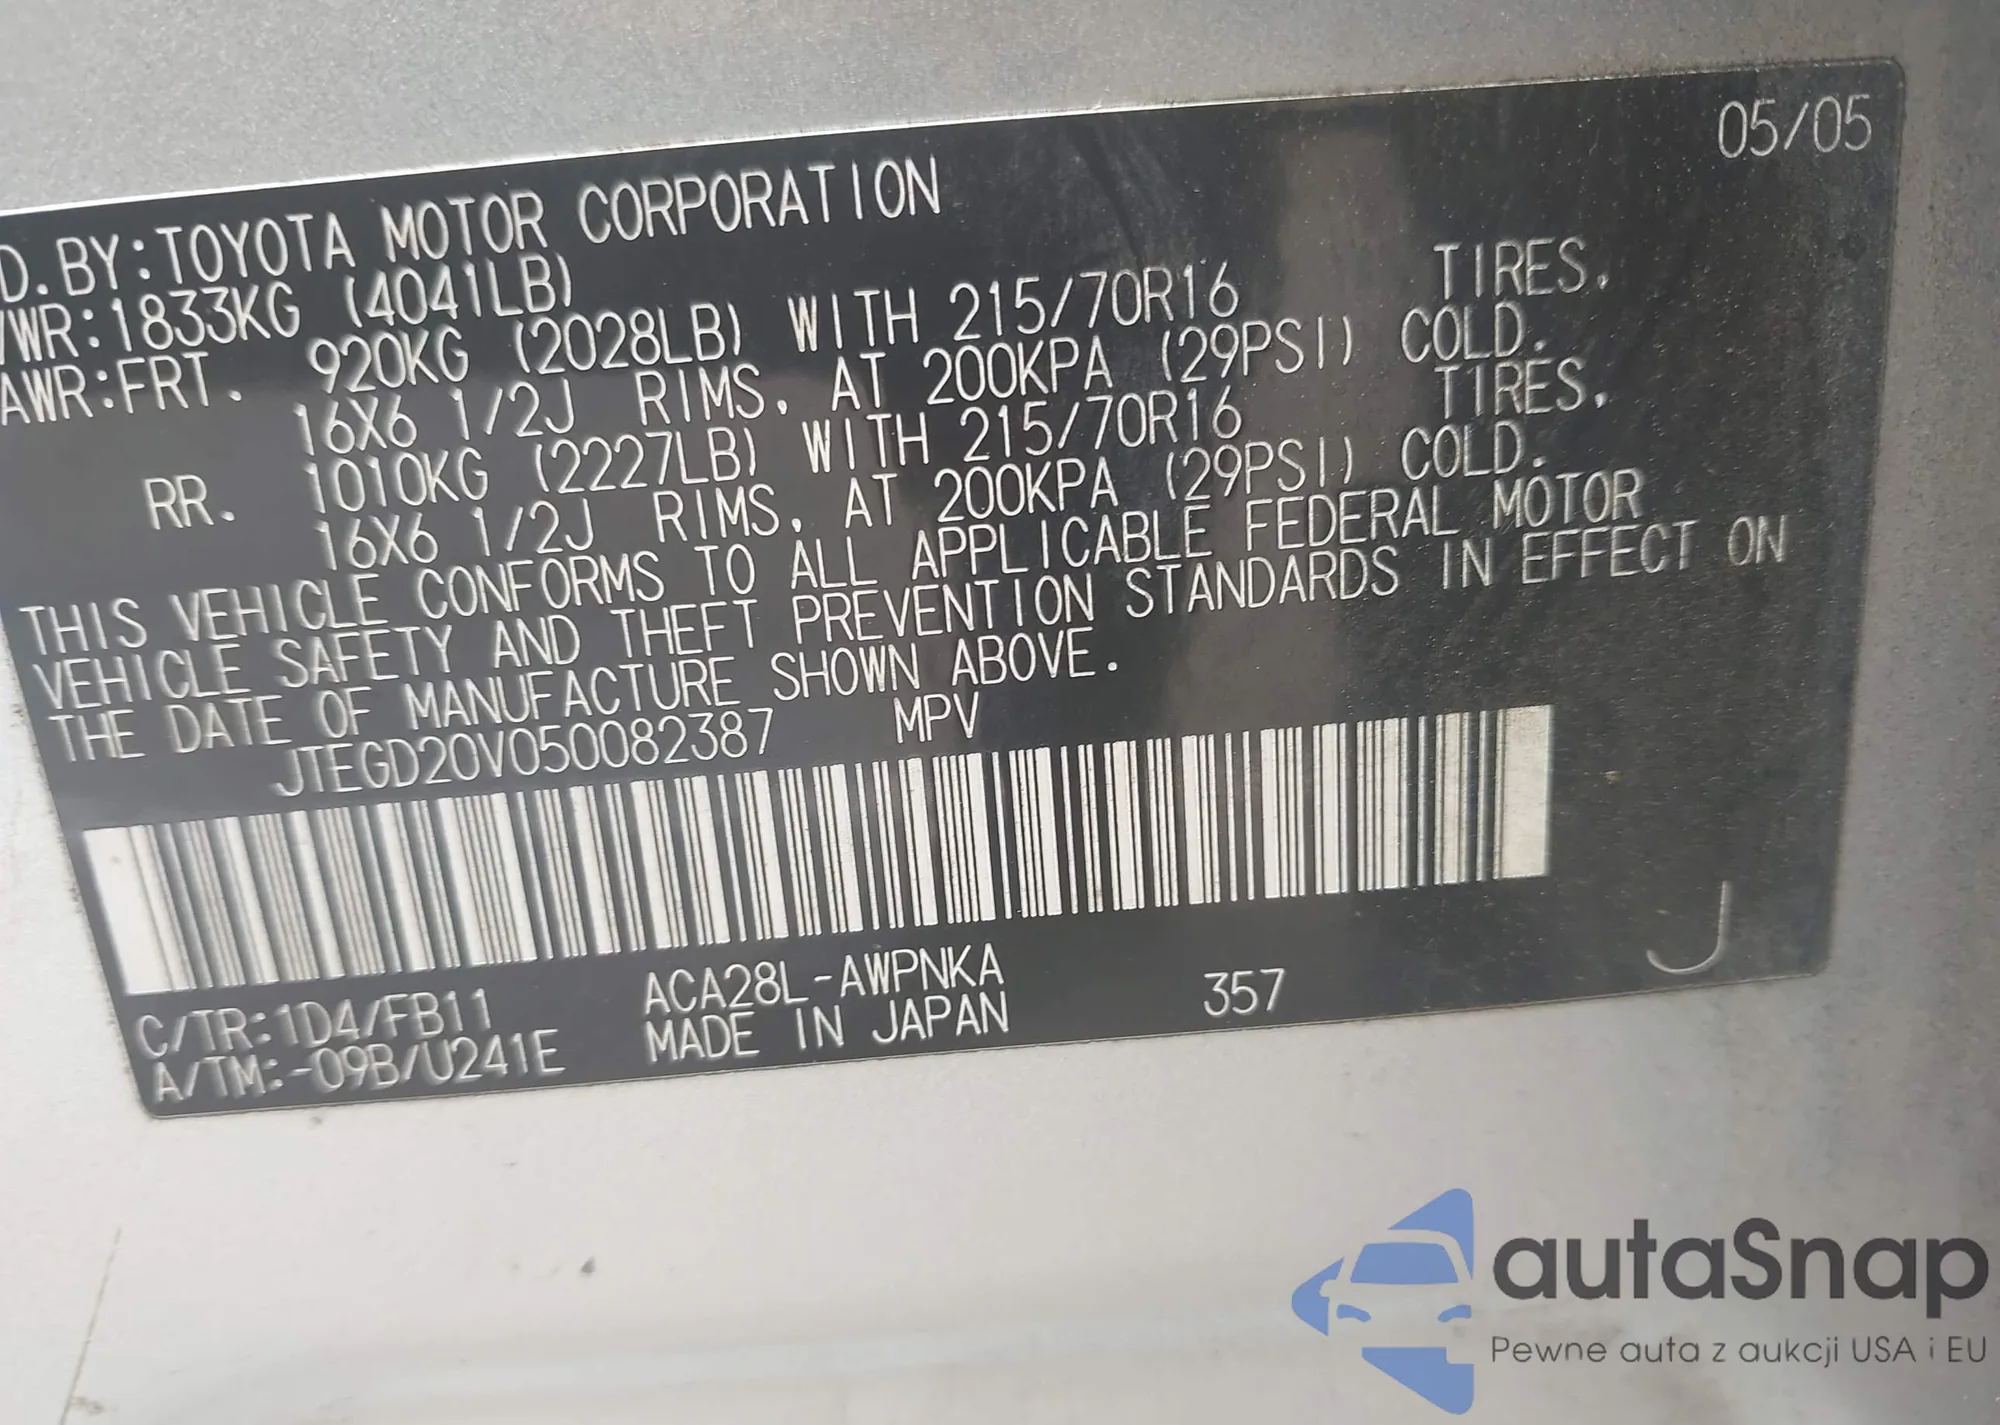 05/05
D.BY:TOYOTA MOTOR CORPORATION
WR:1833KG (4041LB)
AWR:FRT. 920KG (2028LB) WITH 215/70R16 TIRES,
16X6 1/2J RIMS, AT 200KPA (29PSI) COLD.
RR. 1010KG (2227LB) WITH 215/70R16 TIRES,
16X6 1/2J RIMS, AT 200KPA (29PSI) COLD.
THIS VEHICLE CONFORMS TO ALL APPLICABLE FEDERAL MOTOR
VEHICLE SAFETY AND THEFT PREVENTION STANDARDS IN EFFECT ON
THE DATE OF MANUFACTURE SHOWN ABOVE.
JTEGD20V050082387 MPV
C/TR:1D4/FB11 ACA28L-AWPNKA 357 J
A/TM:-09B/U241E MADE IN JAPAN
autaSnap
Pewne auta z aukcji USA i EU